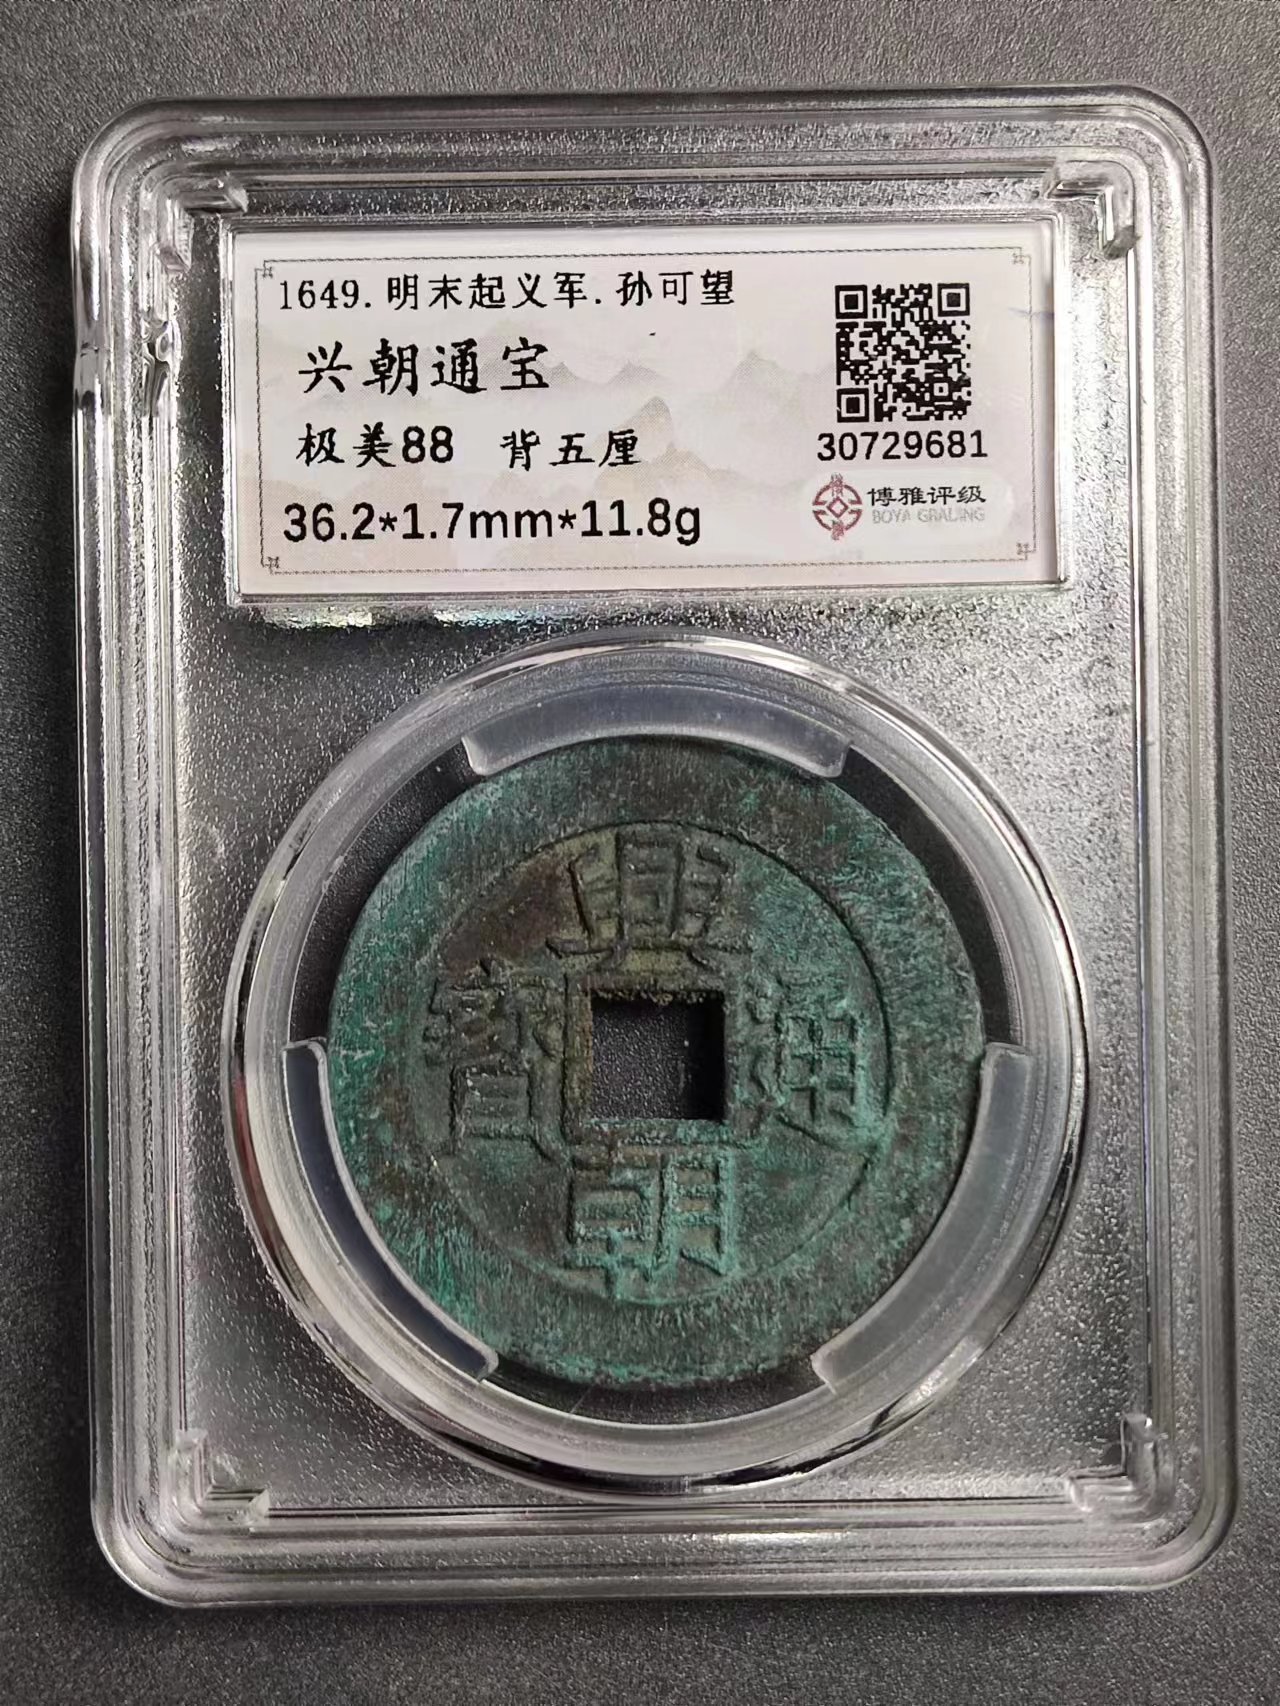 1649.明末起义军.孙可望
兴朝通宝
极美88 背五厘
36.2*1.7mm*11.8g
30729681
博雅评级
BOYA GRADING
興
寳 通
朝